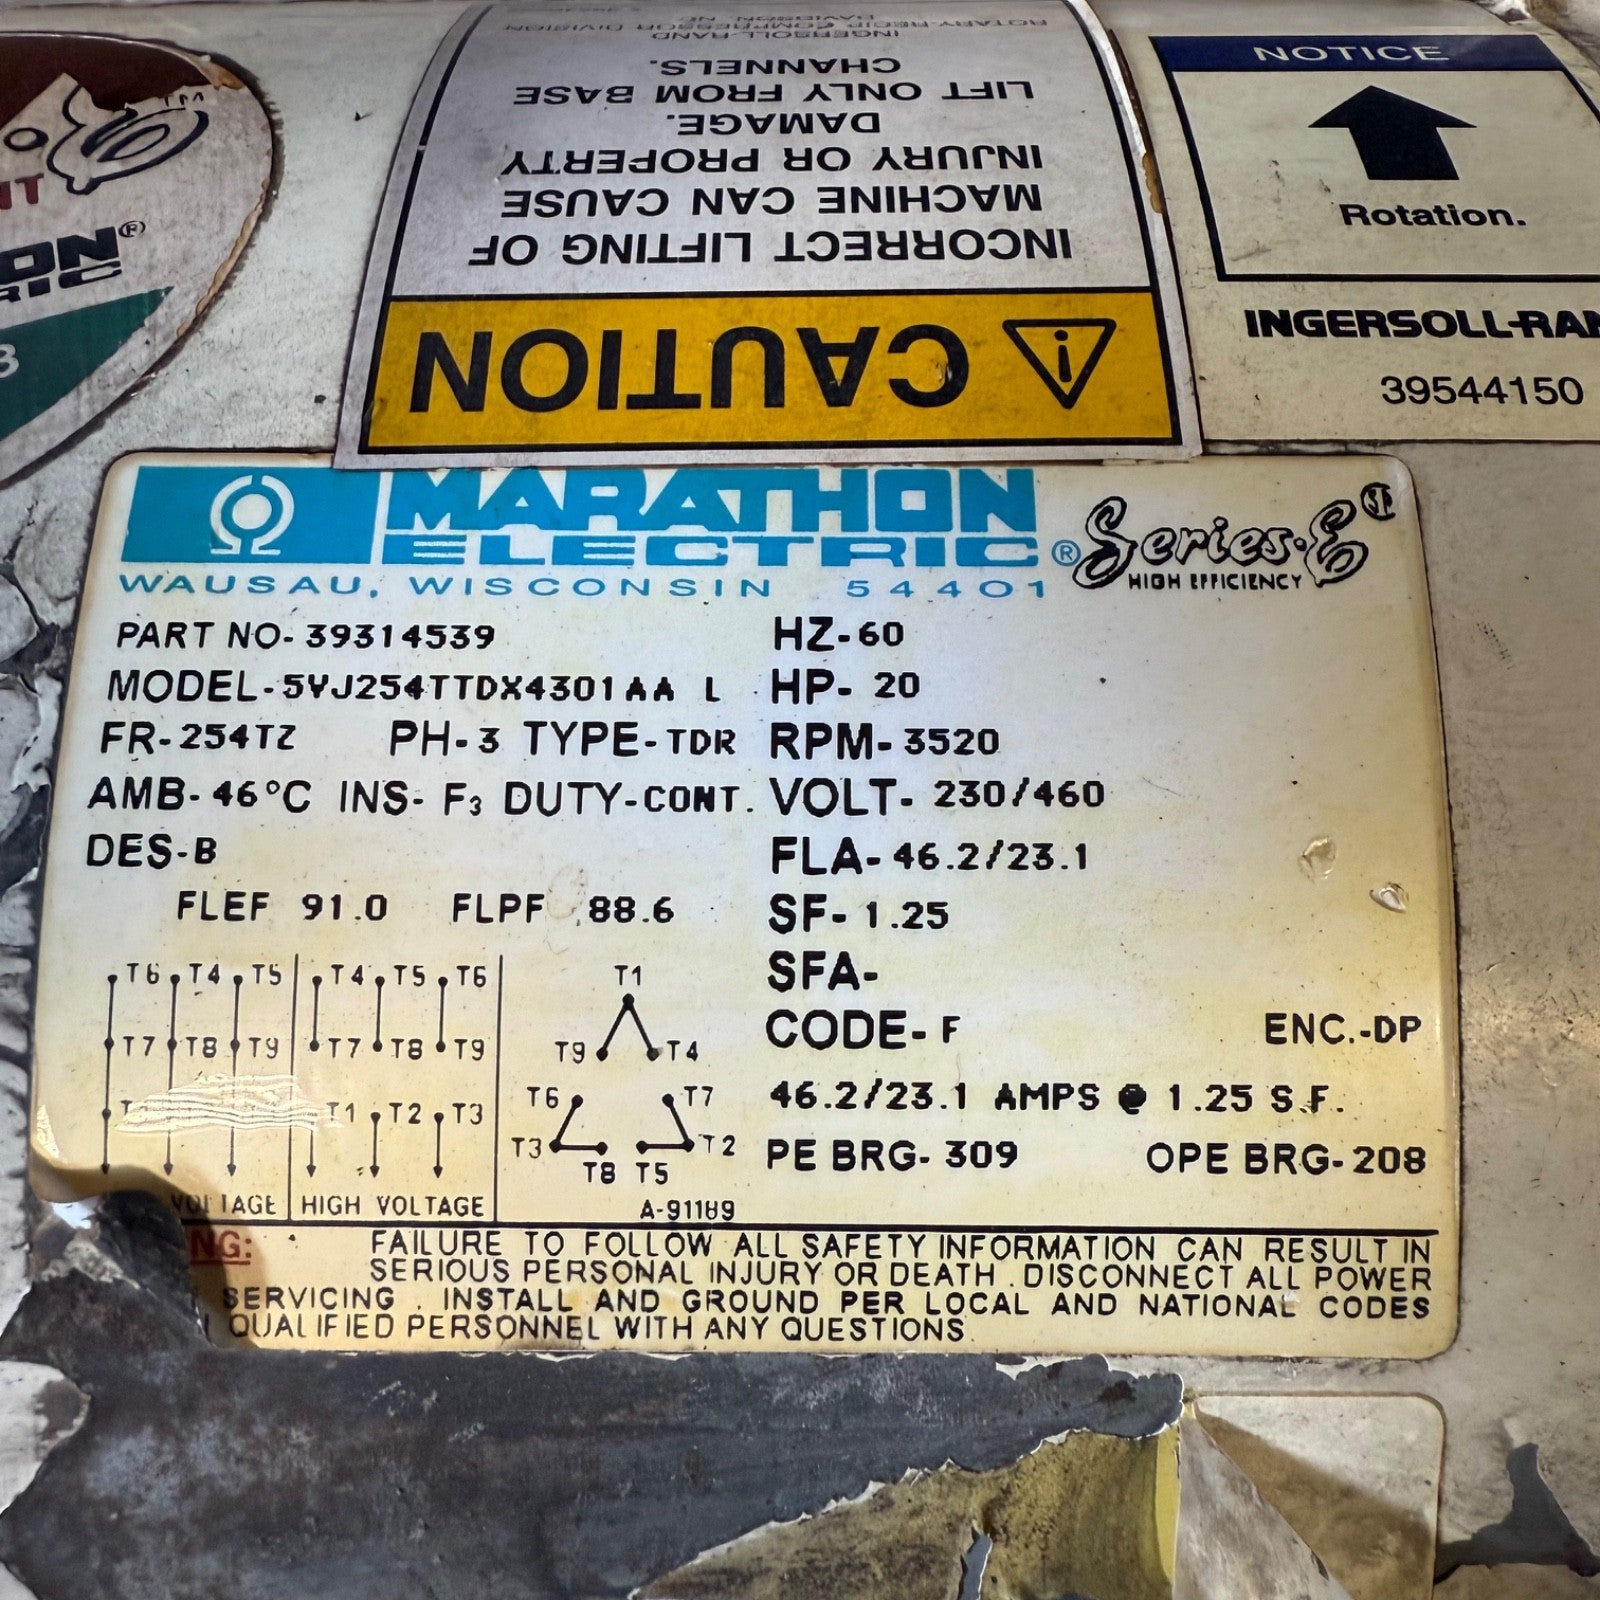 INGERSOLL-RAND
LIFT ONLY FROM BASE
CHANNELS.
INCORRECT LIFTING OF
MACHINE CAN CAUSE
INJURY OR PROPERTY
DAMAGE.
CAUTION
NOTICE
Rotation.
INGERSOLL-RAN
39544150
MARATHON
ELECTRIC®
WAUSAU, WISCONSIN 54401
Series-E
HIGH EFFICIENCY
PART NO- 39314539
HZ-60
MODEL-5VJ254TTDX4301AA L
HP- 20
FR-254TZ PH-3 TYPE-TDR
RPM-3520
AMB-46°C INS- F3 DUTY-CONT.
VOLT- 230/460
DES-B
FLA-46.2/23.1
FLEF 91.0 FLPF 88.6
SF-1.25
SFA-
CODE-F
ENC.-DP
46.2/23.1 AMPS @ 1.25 S.F.
PE BRG-309
OPE BRG-208
T6 T4 T5
T7 T8 T9
VOLTAGE
T4 T5 T6
T7 T8 T9
T1 T2 T3
HIGH VOLTAGE
T1
T9 T4
T6 T7
T3 T2
T8 T5
A-91189
NG: FAILURE TO FOLLOW ALL SAFETY INFORMATION CAN RESULT IN
SERIOUS PERSONAL INJURY OR DEATH. DISCONNECT ALL POWER
SERVICING. INSTALL AND GROUND PER LOCAL AND NATIONAL CODES
QUALIFIED PERSONNEL WITH ANY QUESTIONS.